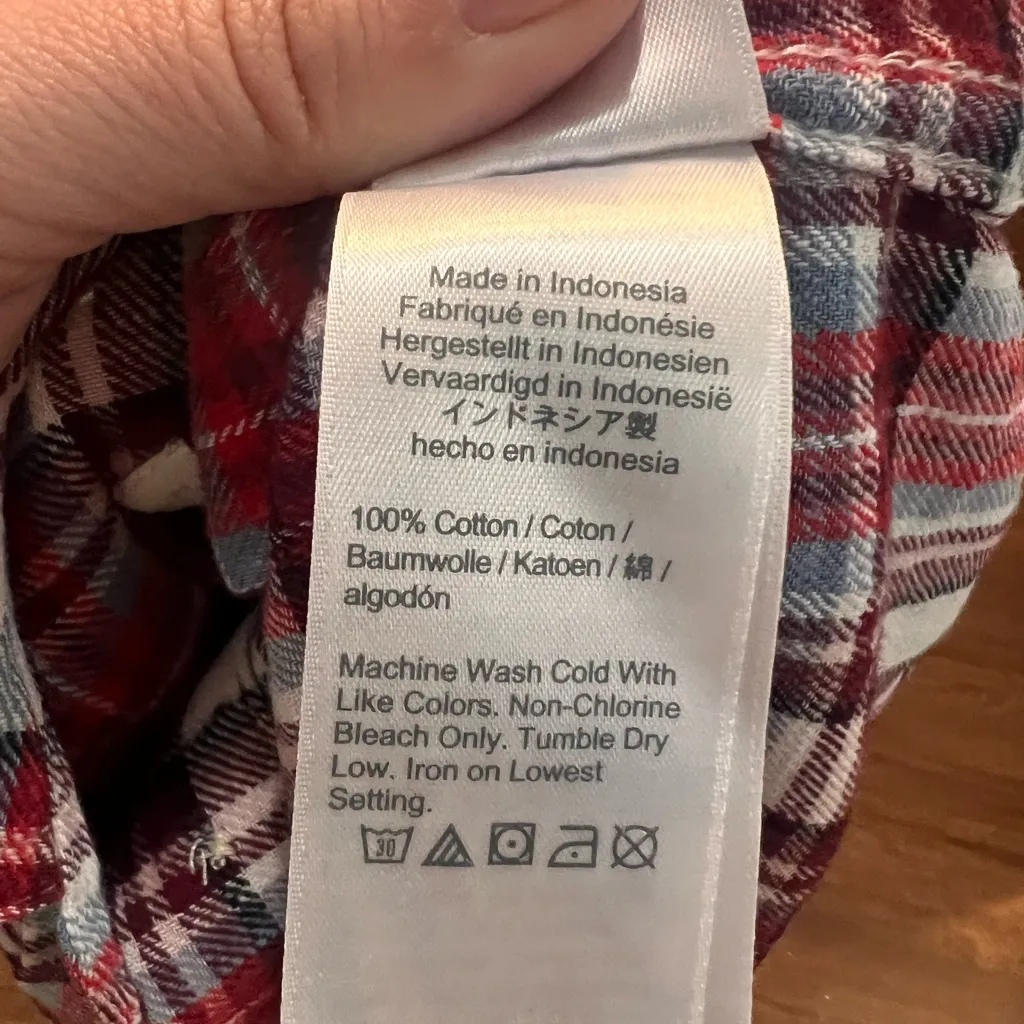 Made in Indonesia
Fabriqué en Indonésie
Hergestellt in Indonesien
Vervaardigd in Indonesië
インドネシア製
hecho en indonesia
100% Cotton / Coton /
Baumwolle / Katoen / 綿 /
algodón
Machine Wash Cold With
Like Colors. Non-Chlorine
Bleach Only. Tumble Dry
Low. Iron on Lowest
Setting.
30